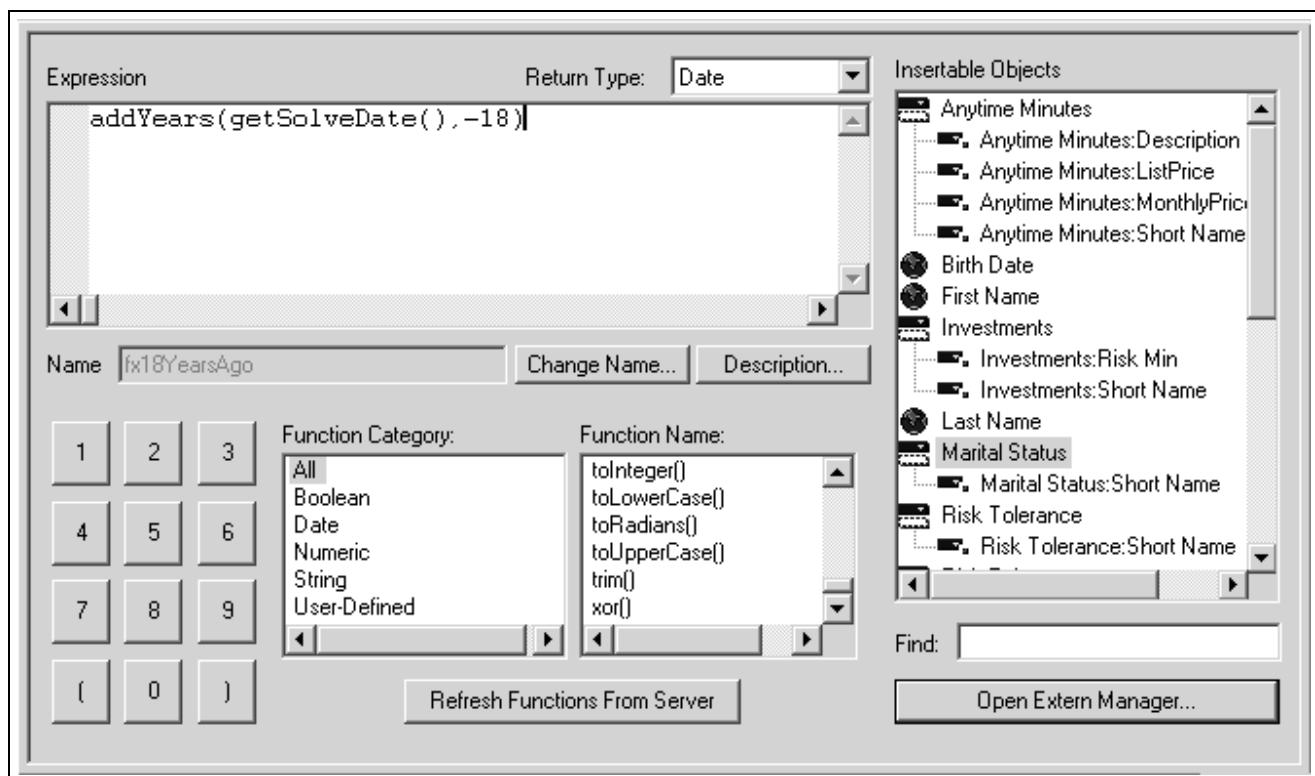 Expression
Return Type:
Date
addYears(getSolveDate(),-18)
Name
fx18YearsAgo
Change Name...
Description...
1 2 3
4 5 6
7 8 9
( 0 )
Function Category:
All
Boolean
Date
Numeric
String
User-Defined
Function Name:
toInteger()
toLowerCase()
toRadians()
toUpperCase()
trim()
xor()
Refresh Functions From Server
Insertable Objects
Anytime Minutes
Anytime Minutes:Description
Anytime Minutes:ListPrice
Anytime Minutes:MonthlyPric
Anytime Minutes:Short Name
Birth Date
First Name
Investments
Investments:Risk Min
Investments:Short Name
Last Name
Marital Status
Marital Status:Short Name
Risk Tolerance
Risk Tolerance:Short Name
Find:
Open Extern Manager...